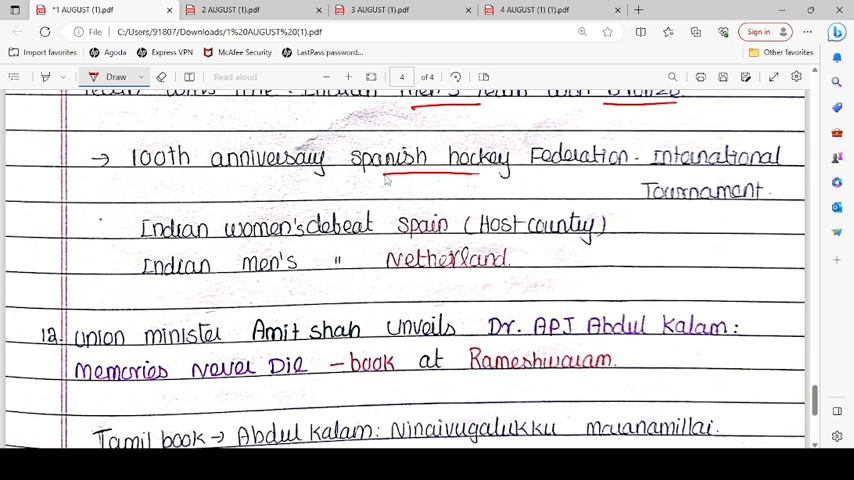 *1 AUGUST (1).pdf
2 AUGUST (1).pdf
3 AUGUST (1).pdf
4 AUGUST (1).pdf
File C:/Users/91807/Downloads/1%20AUGUST%20(1).pdf
Sign in
Import favorites Agoda Express VPN McAfee Security LastPass password... Other favorites
Draw Read aloud 4 of 4
→ 100th anniversary spanish hockey Federation - International
Tournament.
Indian women's debeat spain (Host country)
Indian men's " Netherland.
12. union minister Amit shah unveils Dr. APJ Abdul Kalam:
Memories Never Die - book at Rameshwaram.
Tamil book → Abdul kalam: Ninaivugalukku maranamillai.